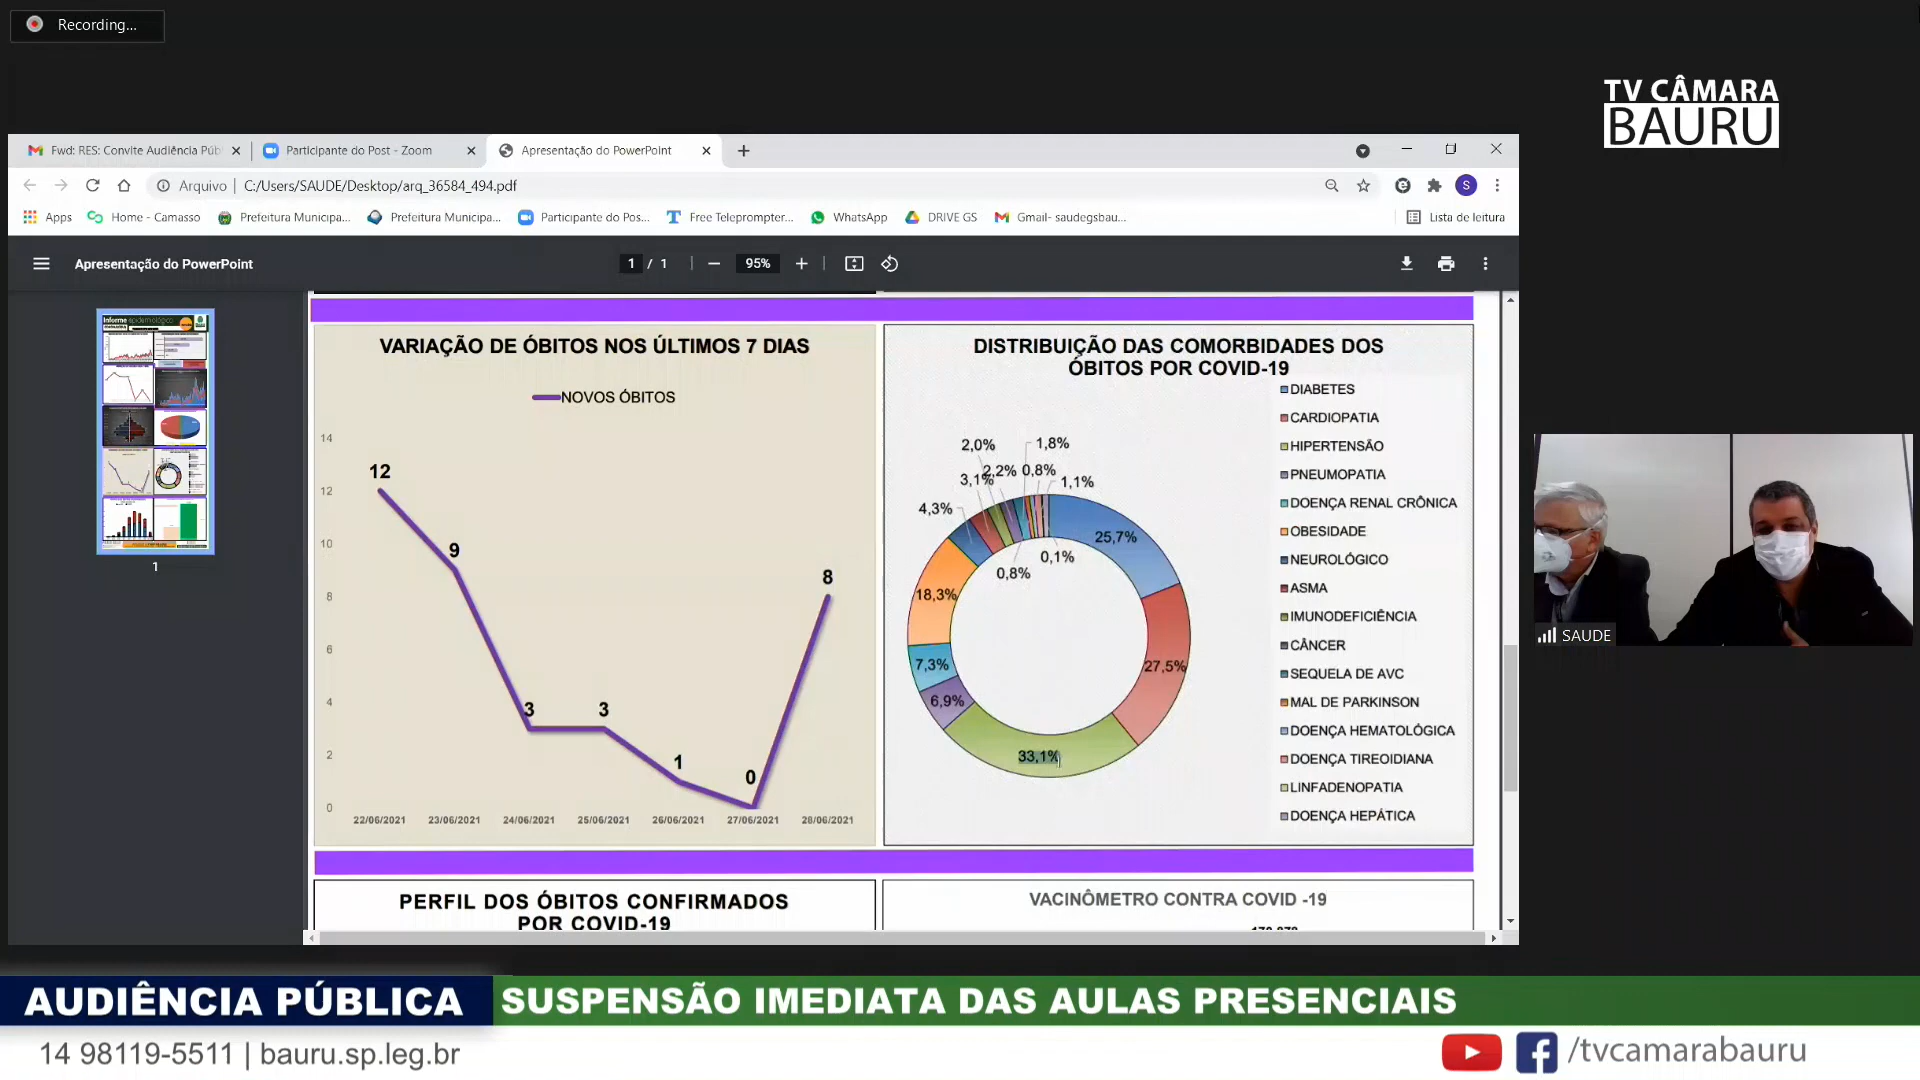 Recording...
TV CÂMARA
BAURU
Fwd: RES: Convite Audiência Púb
Participante do Post - Zoom
Apresentação do PowerPoint
Arquivo | C:/Users/SAUDE/Desktop/arq_36584_494.pdf
S
Apps
Home - Camasso
Prefeitura Municipa...
Prefeitura Municipa...
Participante do Pos...
Free Teleprompter...
WhatsApp
DRIVE GS
Gmail- saudegsbau...
Lista de leitura
Apresentação do PowerPoint
1 / 1
95%
1
VARIAÇÃO DE ÓBITOS NOS ÚLTIMOS 7 DIAS
NOVOS ÓBITOS
14
12
10
8
6
4
2
0
12
9
3
3
1
0
8
22/06/2021
23/06/2021
24/06/2021
25/06/2021
26/06/2021
27/06/2021
28/06/2021
DISTRIBUIÇÃO DAS COMORBIDADES DOS
ÓBITOS POR COVID-19
2,0%
1,8%
3,1%
2,2%
0,8%
1,1%
4,3%
25,7%
0,1%
0,8%
18,3%
7,3%
27,5%
6,9%
33,1%
DIABETES
CARDIOPATIA
HIPERTENSÃO
PNEUMOPATIA
DOENÇA RENAL CRÔNICA
OBESIDADE
NEUROLÓGICO
ASMA
IMUNODEFICIÊNCIA
CÂNCER
SEQUELA DE AVC
MAL DE PARKINSON
DOENÇA HEMATOLÓGICA
DOENÇA TIREOIDIANA
LINFADENOPATIA
DOENÇA HEPÁTICA
PERFIL DOS ÓBITOS CONFIRMADOS
POR COVID-19
VACINÔMETRO CONTRA COVID -19
SAUDE
AUDIÊNCIA PÚBLICA
SUSPENSÃO IMEDIATA DAS AULAS PRESENCIAIS
14 98119-5511 | bauru.sp.leg.br
/tvcamarabauru